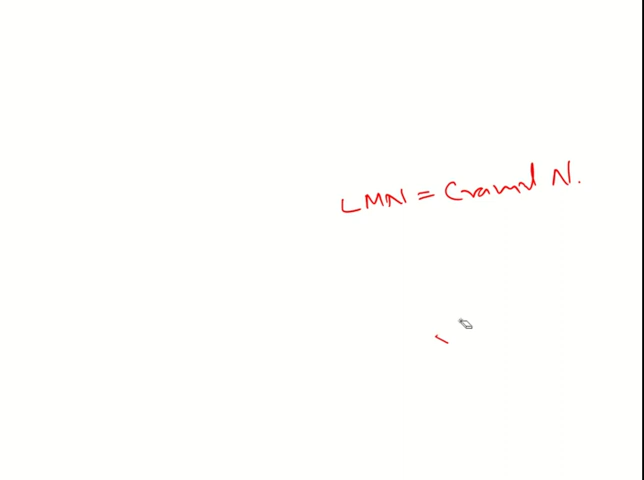 LMN = Cranial N.